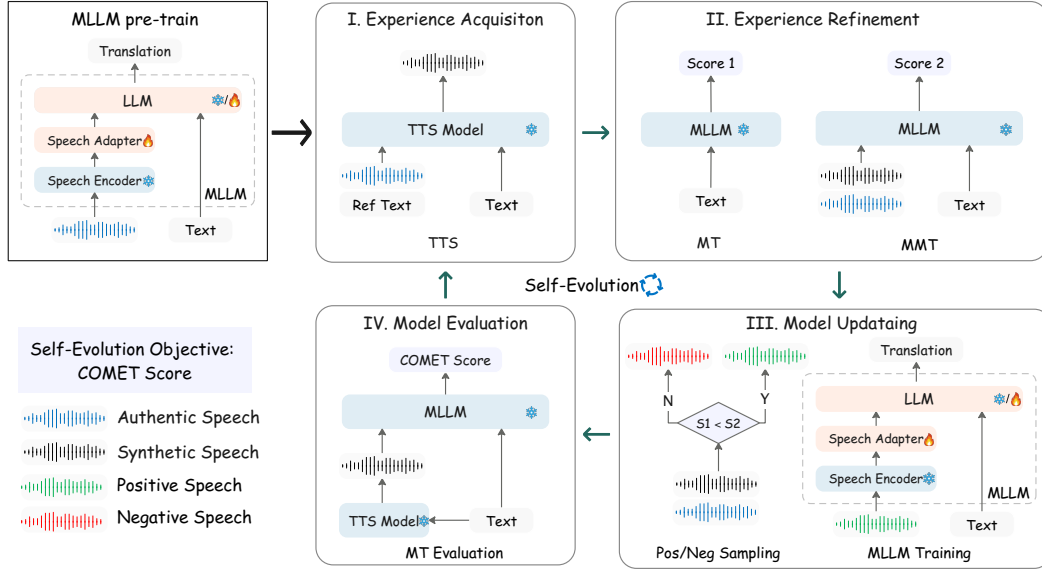 MLLM pre-train
Translation
LLM
Speech Adapter
Speech Encoder
MLLM
Text
I. Experience Acquisiton
TTS Model
Ref Text
Text
TTS
II. Experience Refinement
Score 1
Score 2
MLLM
MLLM
Text
Text
MT
MMT
Self-Evolution
Self-Evolution Objective:
COMET Score
Authentic Speech
Synthetic Speech
Positive Speech
Negative Speech
IV. Model Evaluation
COMET Score
MLLM
TTS Model
Text
MT Evaluation
III. Model Updataing
N
Y
S1 < S2
Pos/Neg Sampling
Translation
LLM
Speech Adapter
Speech Encoder
MLLM
Text
MLLM Training